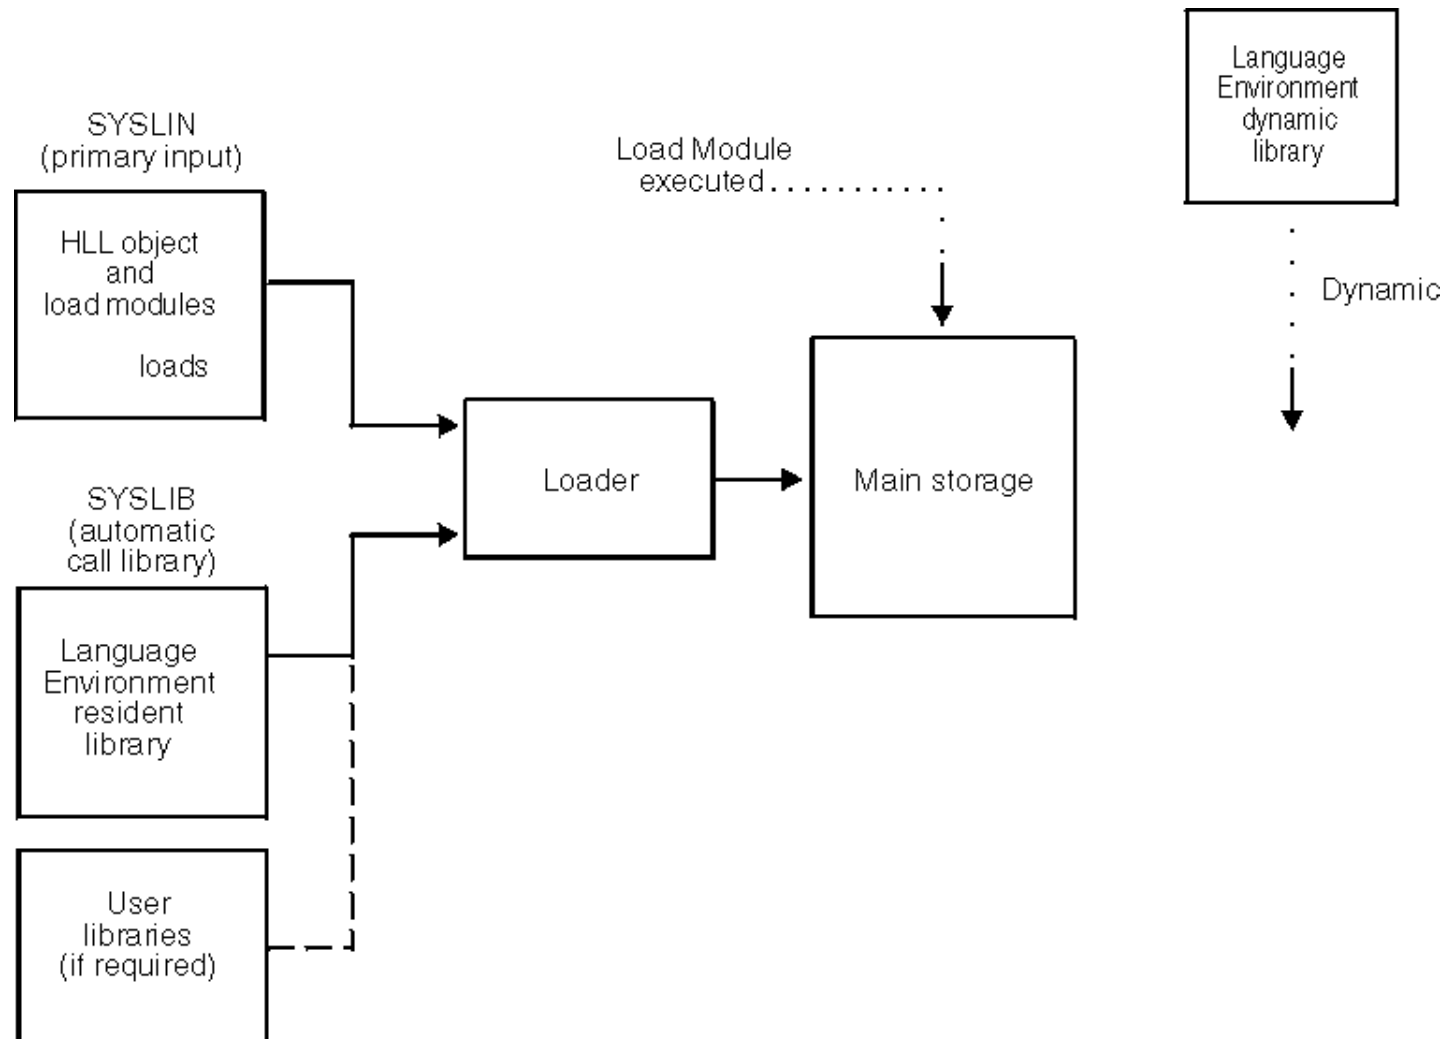 SYSLIN
(primary input)
HLL object
and
load modules
loads
SYSLIB
(automatic
call library)
Language
Environment
resident
library
User
libraries
(if required)
Loader
Load Module
executed...........
Main storage
Language
Environment
dynamic
library
Dynamic